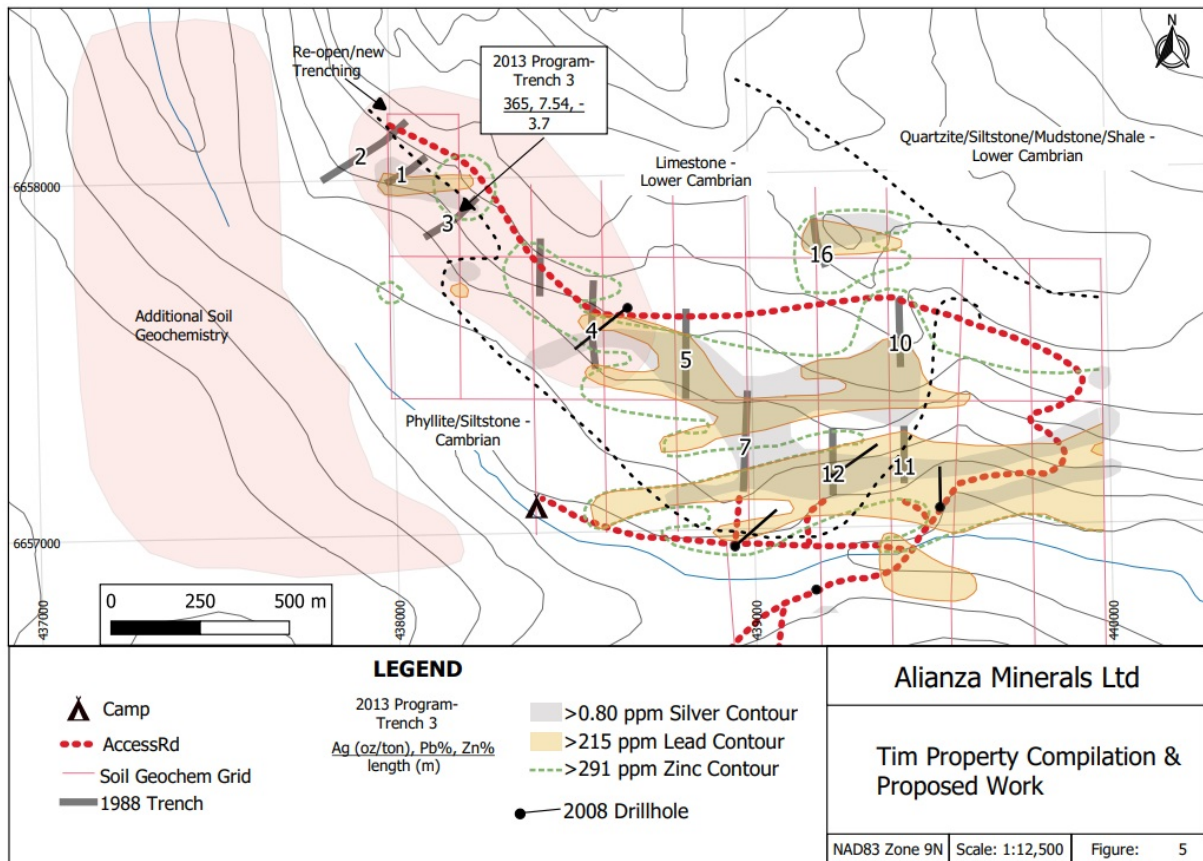 N
Re-open/new
Trenching
2013 Program-
Trench 3
365, 7.54, -
3.7
Quartzite/Siltstone/Mudstone/Shale -
Lower Cambrian
Limestone -
Lower Cambrian
2
1
3
6658000
16
Additional Soil
Geochemistry
4
5
10
Phyllite/Siltstone -
Cambrian
7
12
11
6657000
0 250 500 m
437000
438000
439000
440000
LEGEND
Camp
AccessRd
Soil Geochem Grid
1988 Trench
2013 Program-
Trench 3
Ag (oz/ton), Pb%, Zn%
length (m)
>0.80 ppm Silver Contour
>215 ppm Lead Contour
>291 ppm Zinc Contour
2008 Drillhole
Alianza Minerals Ltd
Tim Property Compilation &
Proposed Work
NAD83 Zone 9N Scale: 1:12,500 Figure: 5